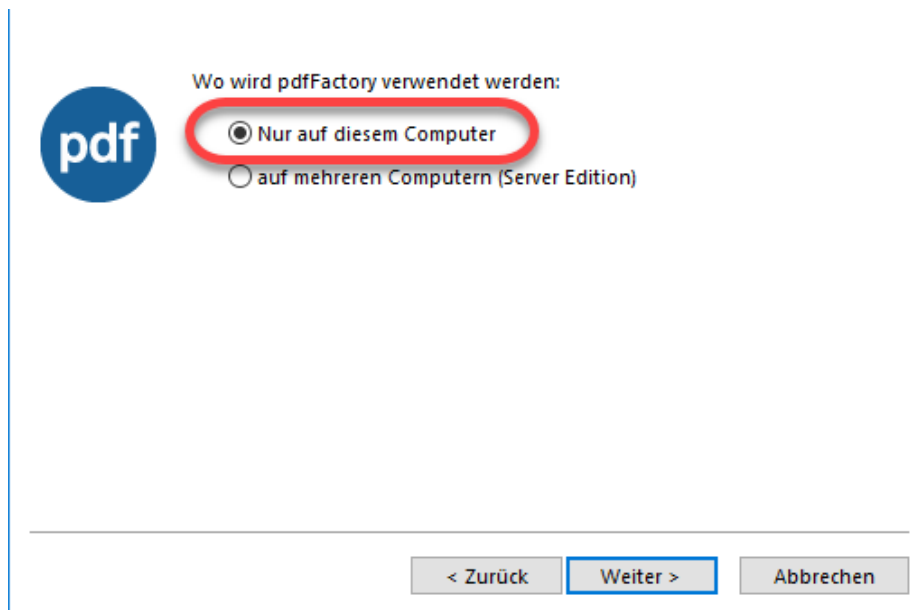 Wo wird pdfFactory verwendet werden:
pdf
Nur auf diesem Computer
auf mehreren Computern (Server Edition)
< Zurück
Weiter >
Abbrechen